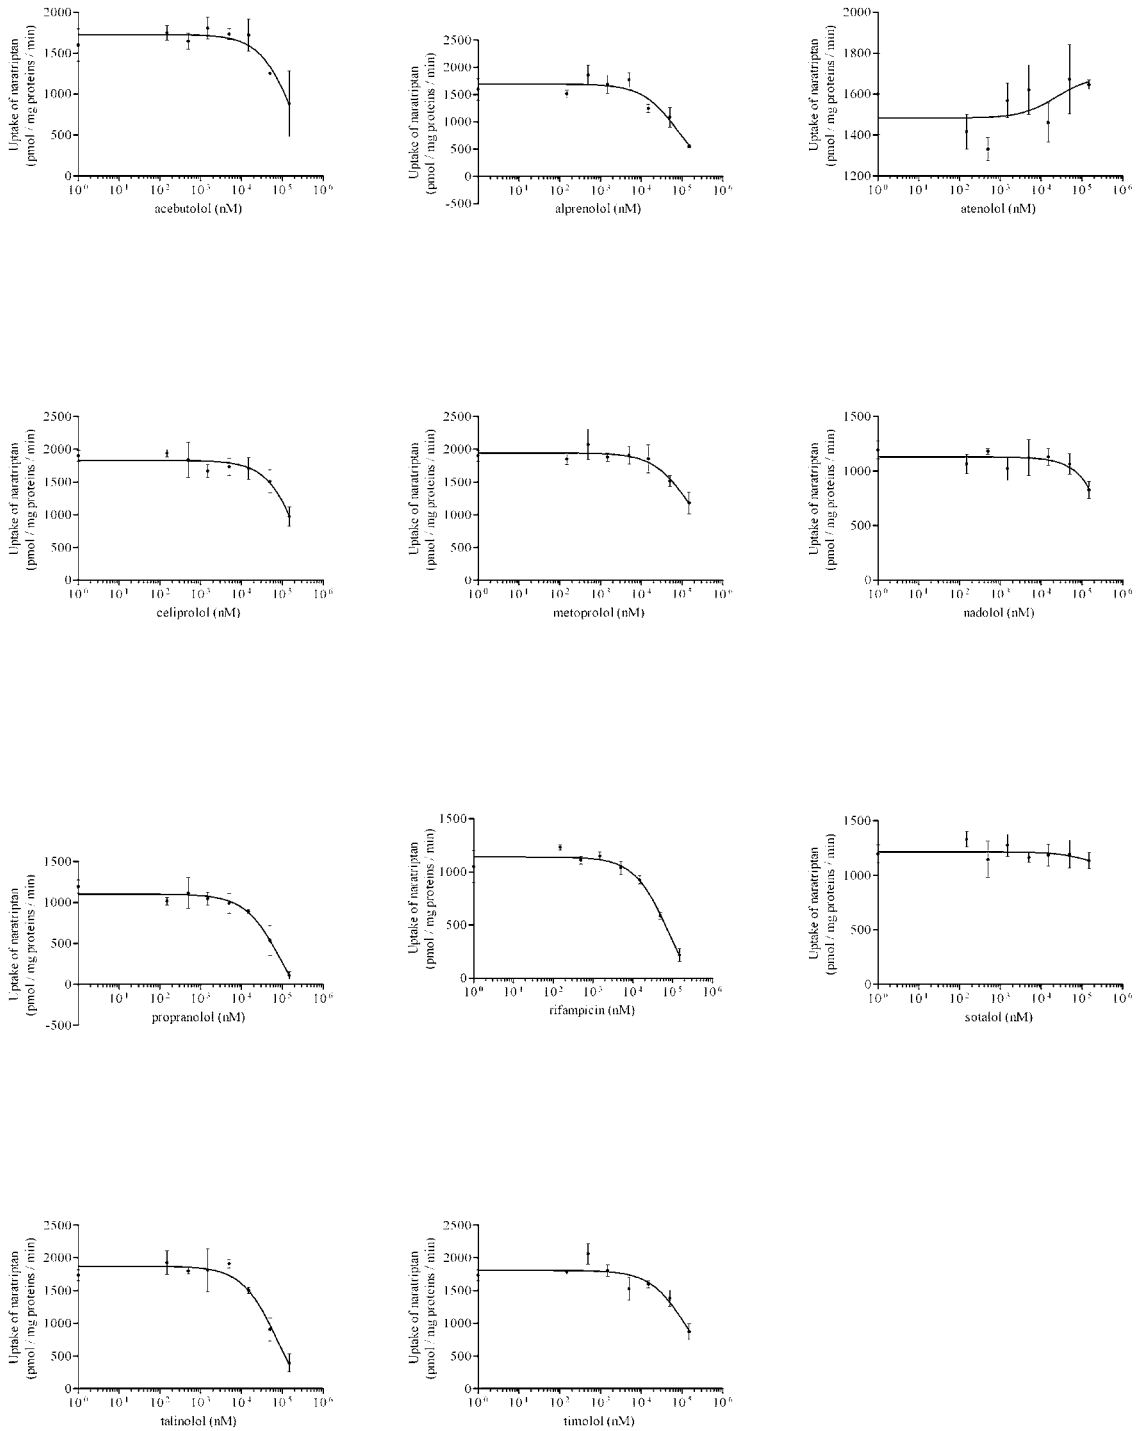 Uptake of naratriptan
(pmol / mg proteins / min)
2000
1500
1000
500
0
10⁰ 10¹ 10² 10³ 10⁴ 10⁵ 10⁶
acebutolol (nM)
Uptake of naratriptan
(pmol / mg proteins / min)
2500
2000
1500
1000
500
0
-500
10¹ 10² 10³ 10⁴ 10⁵ 10⁶
alprenolol (nM)
Uptake of naratriptan
(pmol / mg proteins / min)
2000
1800
1600
1400
1200
10⁰ 10¹ 10² 10³ 10⁴ 10⁵ 10⁶
atenolol (nM)
Uptake of naratriptan
(pmol / mg proteins / min)
2500
2000
1500
1000
500
0
10⁰ 10¹ 10² 10³ 10⁴ 10⁵ 10⁶
celiprolol (nM)
Uptake of naratriptan
(pmol / mg proteins / min)
2500
2000
1500
1000
500
0
10⁰ 10¹ 10² 10³ 10⁴ 10⁵ 10⁶
metoprolol (nM)
Uptake of naratriptan
(pmol / mg proteins / min)
1500
1000
500
0
10⁰ 10¹ 10² 10³ 10⁴ 10⁵ 10⁶
nadolol (nM)
Uptake of naratriptan
(pmol / mg proteins / min)
1500
1000
500
0
-500
10¹ 10² 10³ 10⁴ 10⁵ 10⁶
propranolol (nM)
Uptake of naratriptan
(pmol / mg proteins / min)
1500
1000
500
0
10⁰ 10¹ 10² 10³ 10⁴ 10⁵ 10⁶
rifampicin (nM)
Uptake of naratriptan
(pmol / mg proteins / min)
1500
1000
500
0
10⁰ 10¹ 10² 10³ 10⁴ 10⁵ 10⁶
sotalol (nM)
Uptake of naratriptan
(pmol / mg proteins / min)
2500
2000
1500
1000
500
0
10⁰ 10¹ 10² 10³ 10⁴ 10⁵ 10⁶
talinolol (nM)
Uptake of naratriptan
(pmol / mg proteins / min)
2500
2000
1500
1000
500
0
10⁰ 10¹ 10² 10³ 10⁴ 10⁵ 10⁶
timolol (nM)